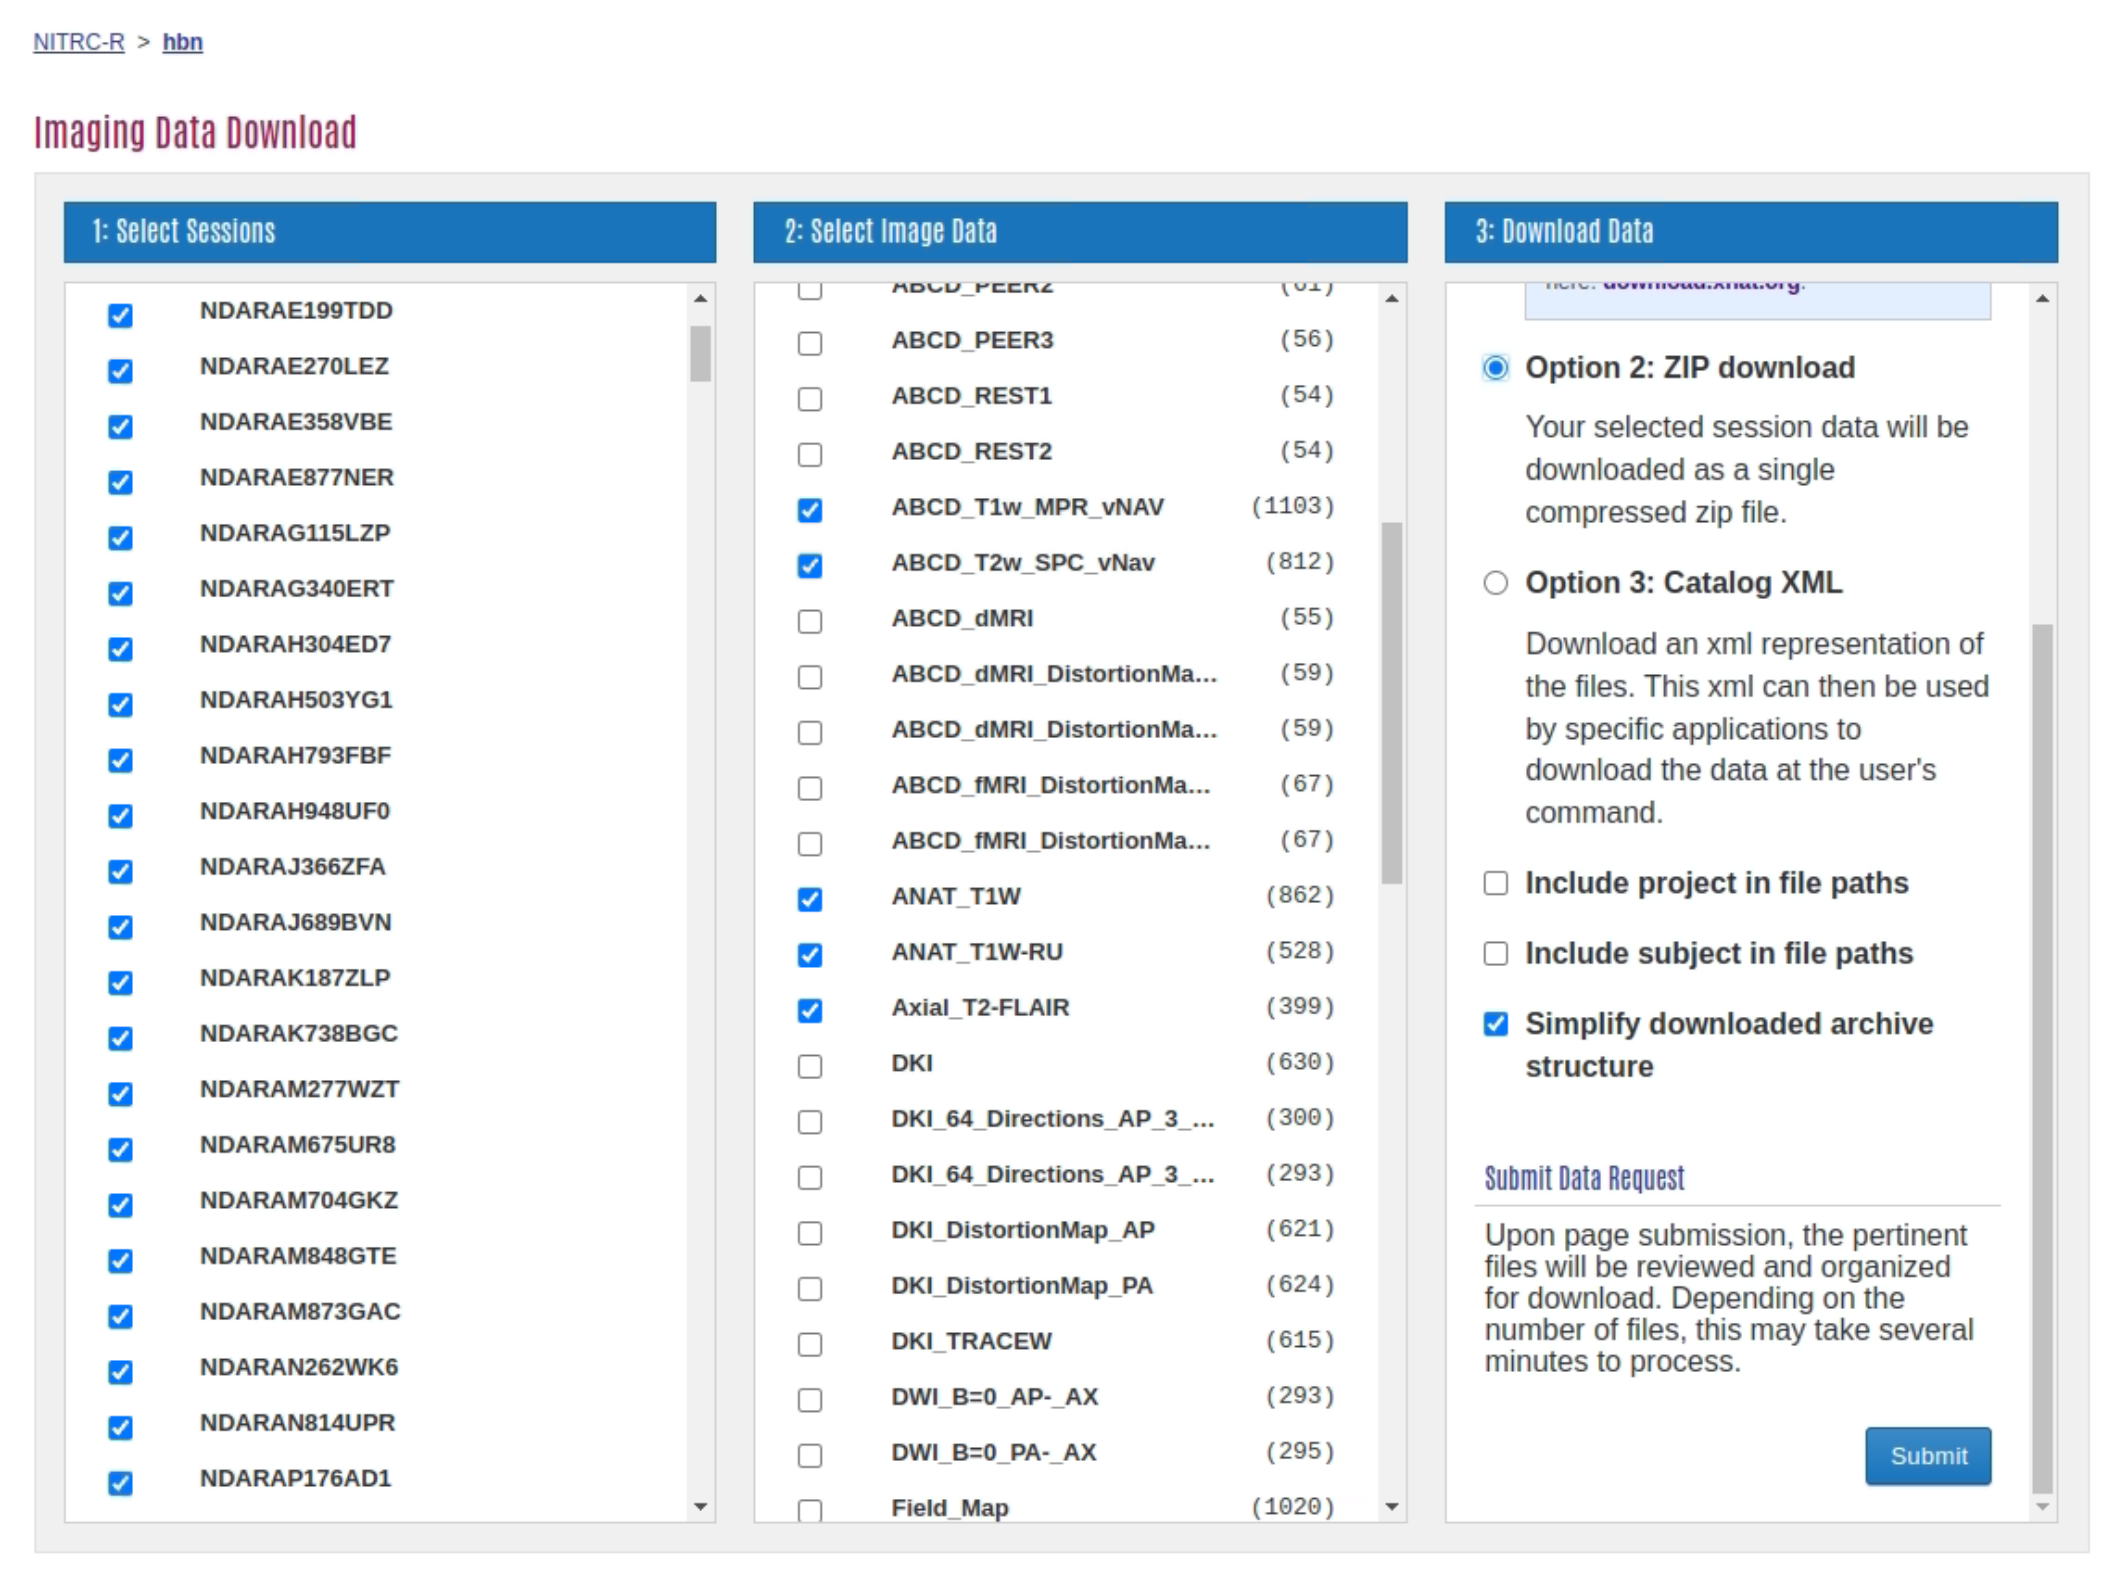 NITRC-R > hbn
Imaging Data Download
1: Select Sessions
NDARAE199TDD
NDARAE270LEZ
NDARAE358VBE
NDARAE877NER
NDARAG115LZP
NDARAG340ERT
NDARAH304ED7
NDARAH503YG1
NDARAH793FBF
NDARAH948UF0
NDARAJ366ZFA
NDARAJ689BVN
NDARAK187ZLP
NDARAK738BGC
NDARAM277WZT
NDARAM675UR8
NDARAM704GKZ
NDARAM848GTE
NDARAM873GAC
NDARAN262WK6
NDARAN814UPR
NDARAP176AD1
2: Select Image Data
ABCD_PEER2 (61)
ABCD_PEER3 (56)
ABCD_REST1 (54)
ABCD_REST2 (54)
ABCD_T1w_MPR_vNAV (1103)
ABCD_T2w_SPC_vNav (812)
ABCD_dMRI (55)
ABCD_dMRI_DistortionMa... (59)
ABCD_dMRI_DistortionMa... (59)
ABCD_fMRI_DistortionMa... (67)
ABCD_fMRI_DistortionMa... (67)
ANAT_T1W (862)
ANAT_T1W-RU (528)
Axial_T2-FLAIR (399)
DKI (630)
DKI_64_Directions_AP_3_... (300)
DKI_64_Directions_AP_3_... (293)
DKI_DistortionMap_AP (621)
DKI_DistortionMap_PA (624)
DKI_TRACEW (615)
DWI_B=0_AP-_AX (293)
DWI_B=0_PA-_AX (295)
Field_Map (1020)
3: Download Data
here: download.xnat.org.
Option 2: ZIP download
Your selected session data will be
downloaded as a single
compressed zip file.
Option 3: Catalog XML
Download an xml representation of
the files. This xml can then be used
by specific applications to
download the data at the user's
command.
Include project in file paths
Include subject in file paths
Simplify downloaded archive
structure
Submit Data Request
Upon page submission, the pertinent
files will be reviewed and organized
for download. Depending on the
number of files, this may take several
minutes to process.
Submit